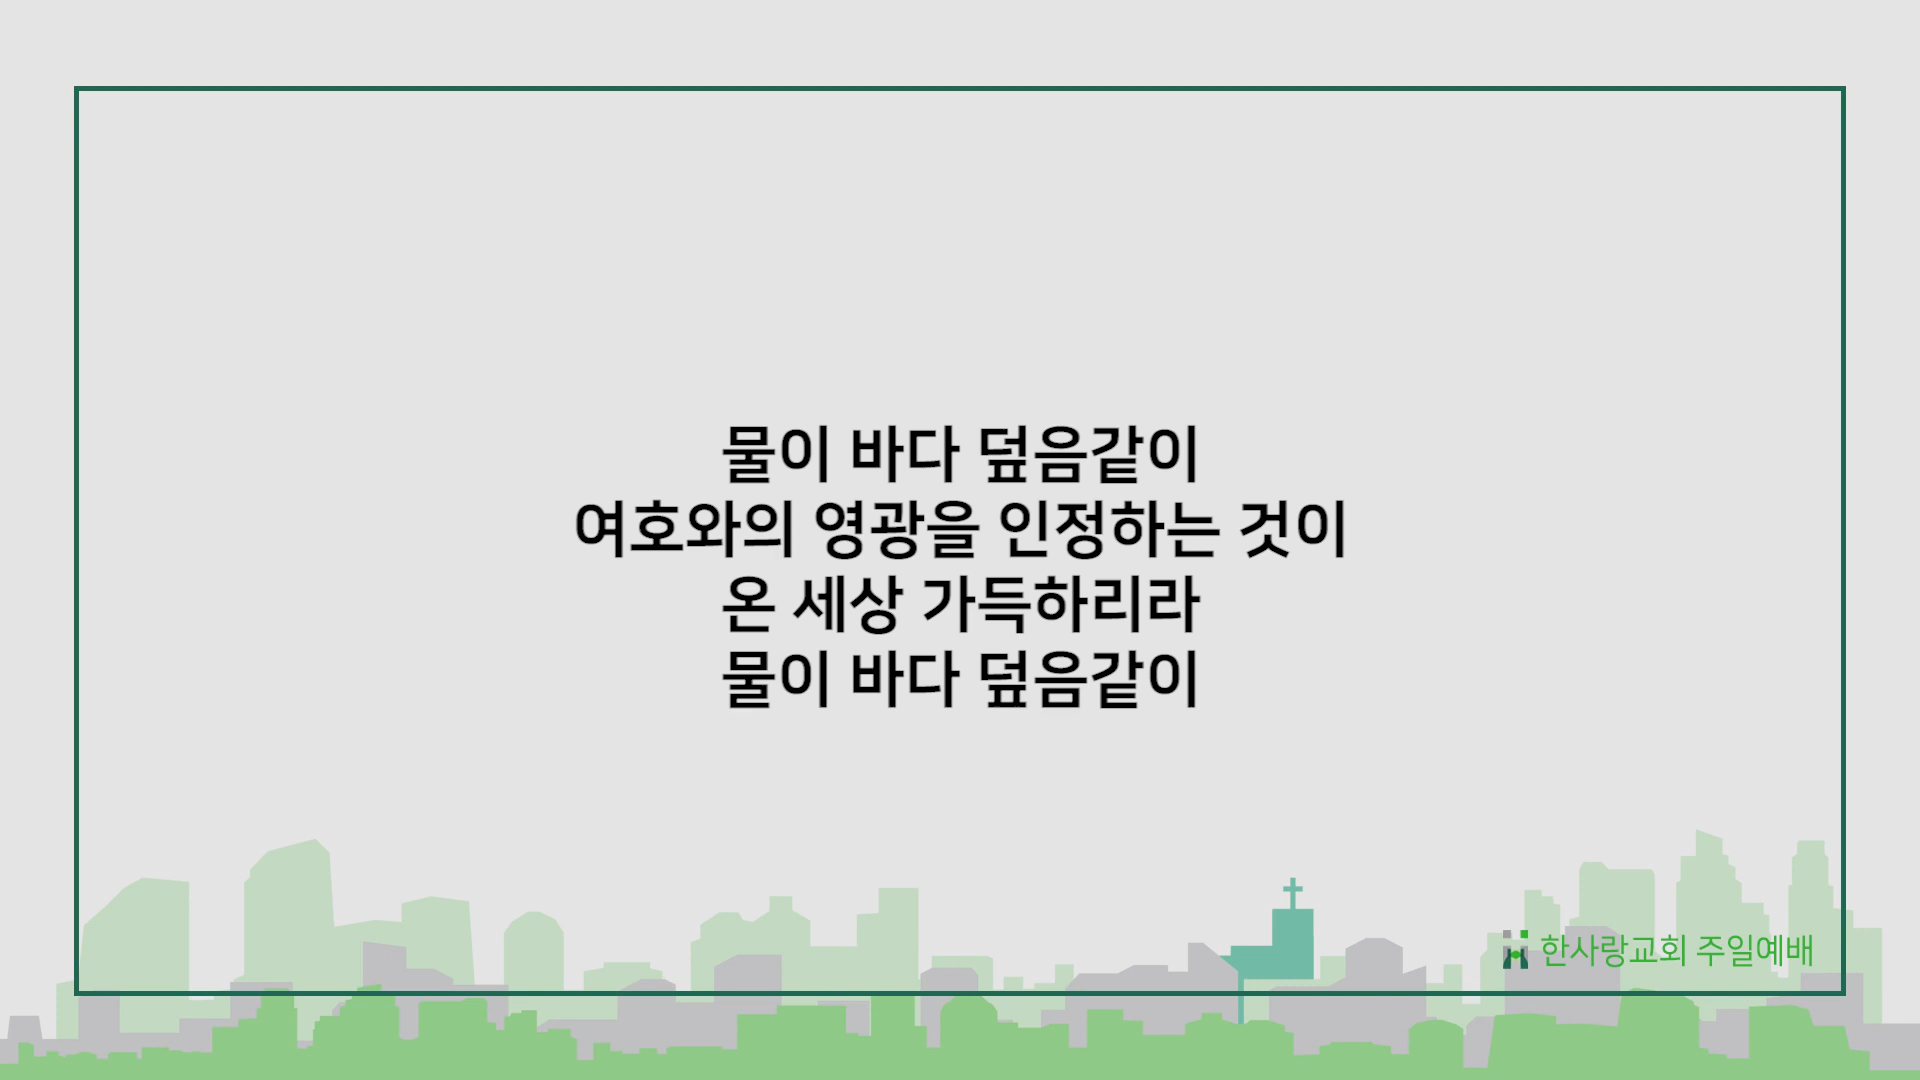 물이 바다 덮음같이
여호와의 영광을 인정하는 것이
온 세상 가득하리라
물이 바다 덮음같이
한사랑교회 주일예배